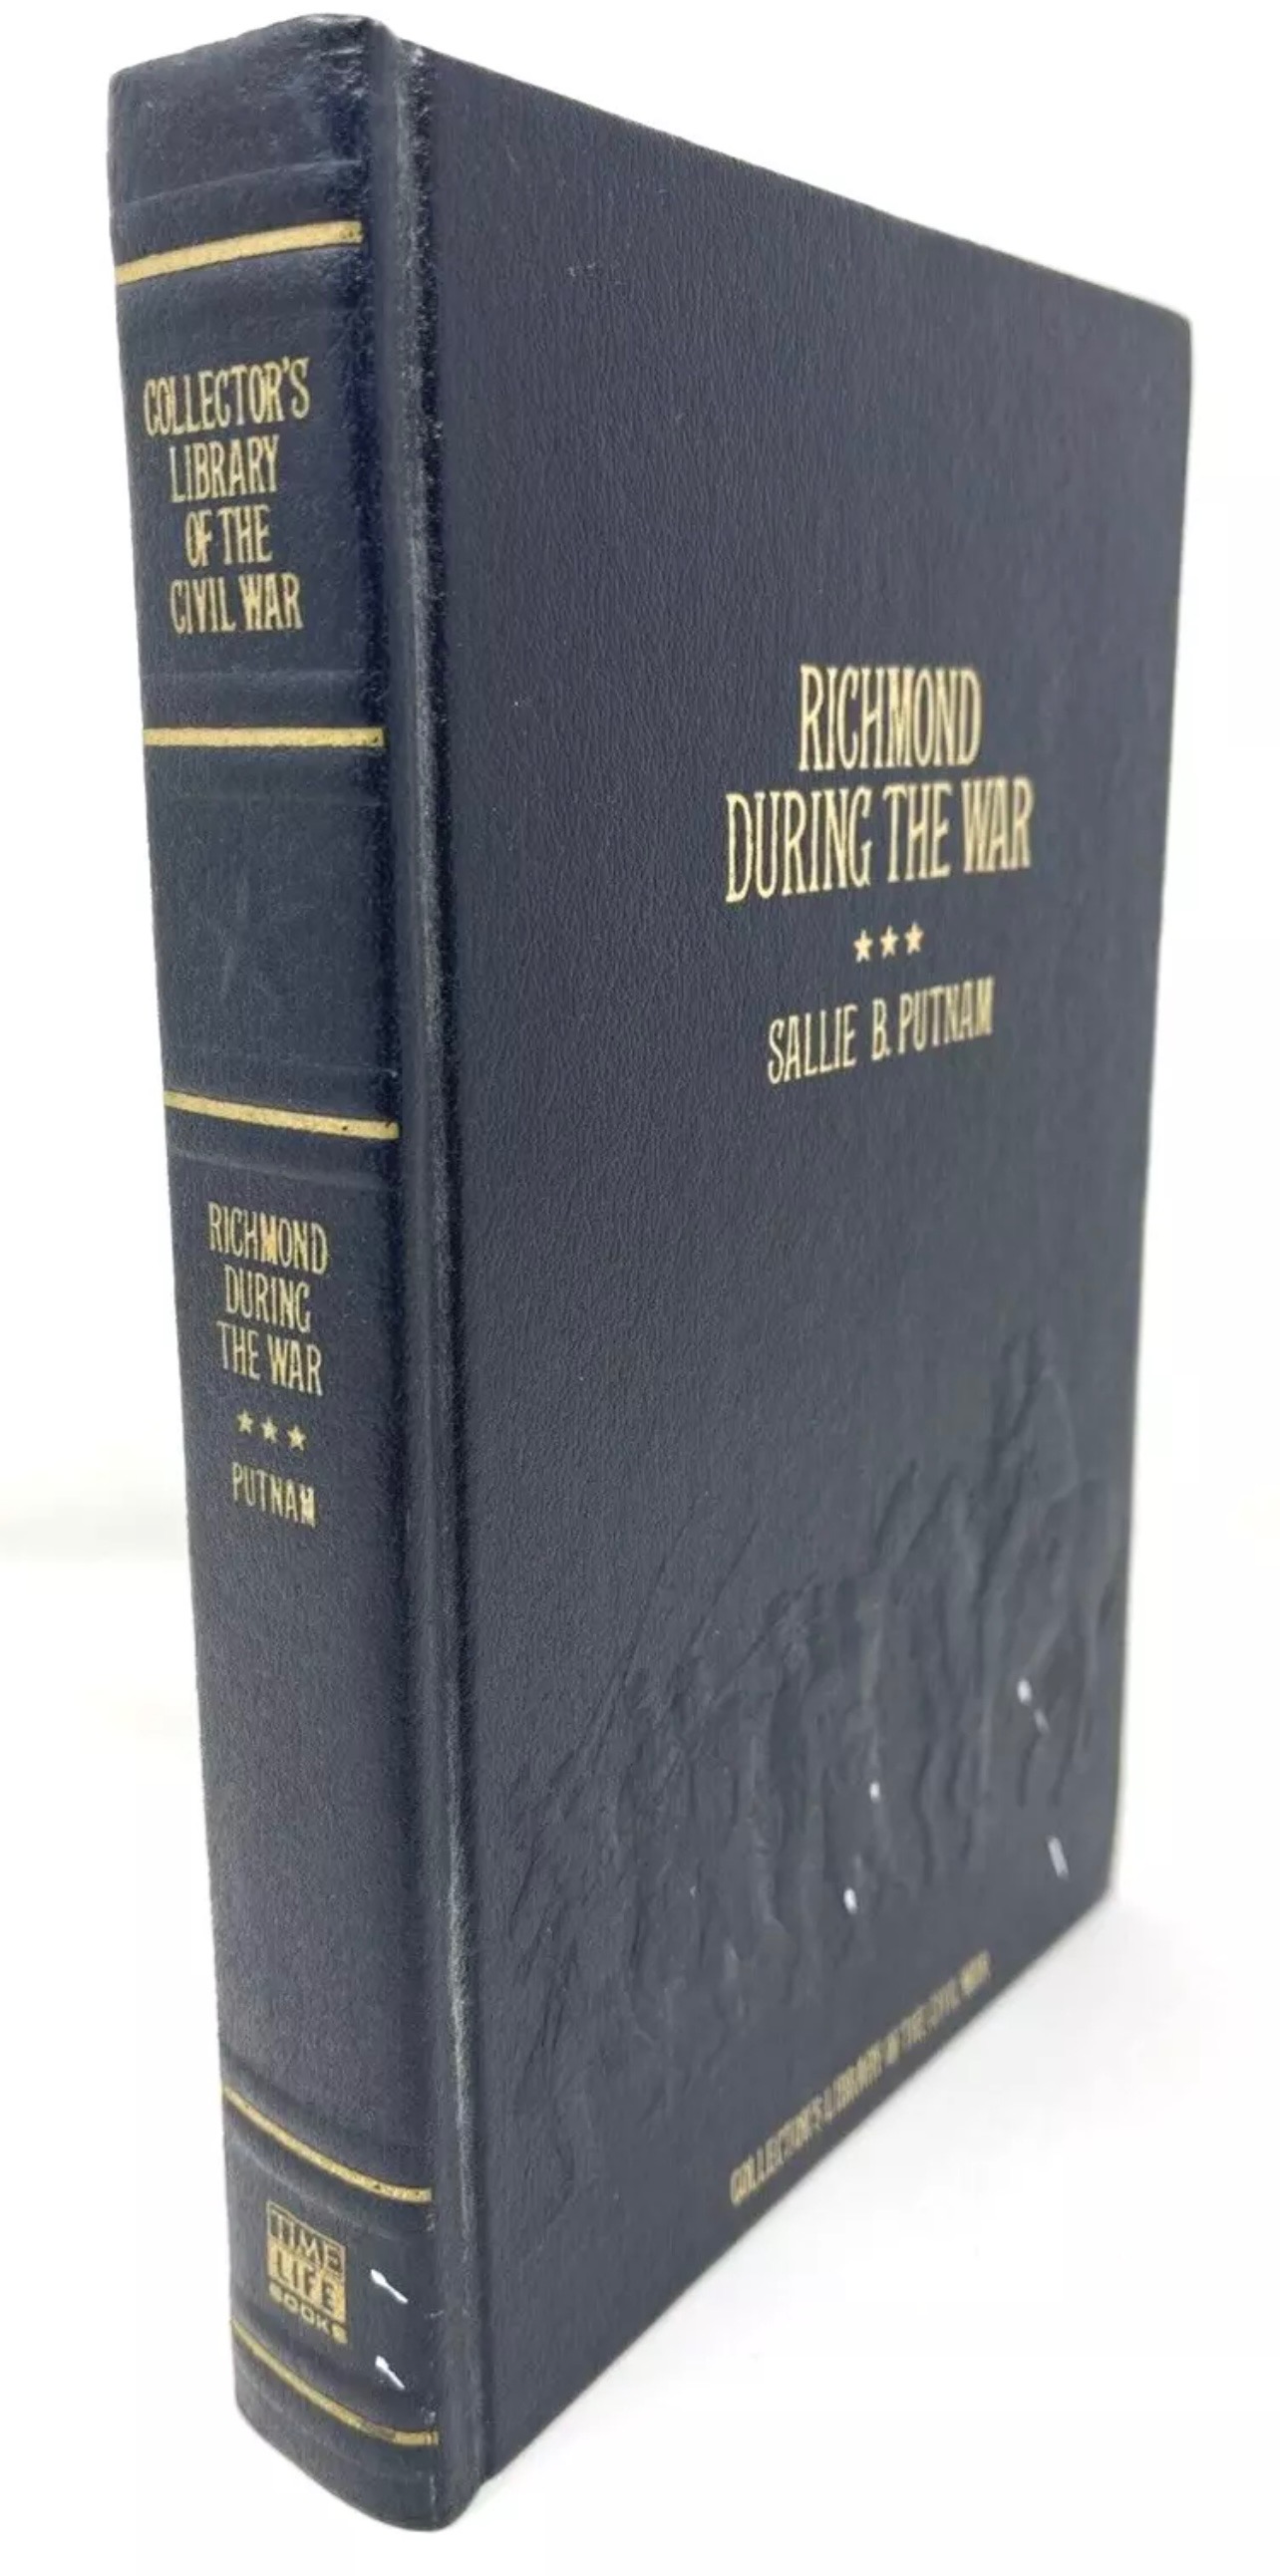 COLLECTOR'S
LIBRARY
OF THE
CIVIL WAR
RICHMOND
DURING
THE WAR
PUTNAM
TIME
LIFE
BOOKS
RICHMOND
DURING THE WAR
SALLIE B. PUTNAM
COLLECTOR'S LIBRARY OF THE CIVIL WAR